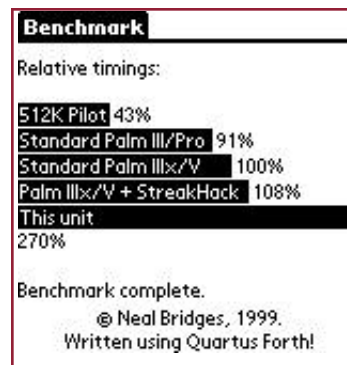 Benchmark
Relative timings:
512K Pilot 43%
Standard Palm III/Pro 91%
Standard Palm IIIx/V 100%
Palm IIIx/V + StreakHack 108%
This unit
270%
Benchmark complete.
© Neal Bridges, 1999.
Written using Quartus Forth!